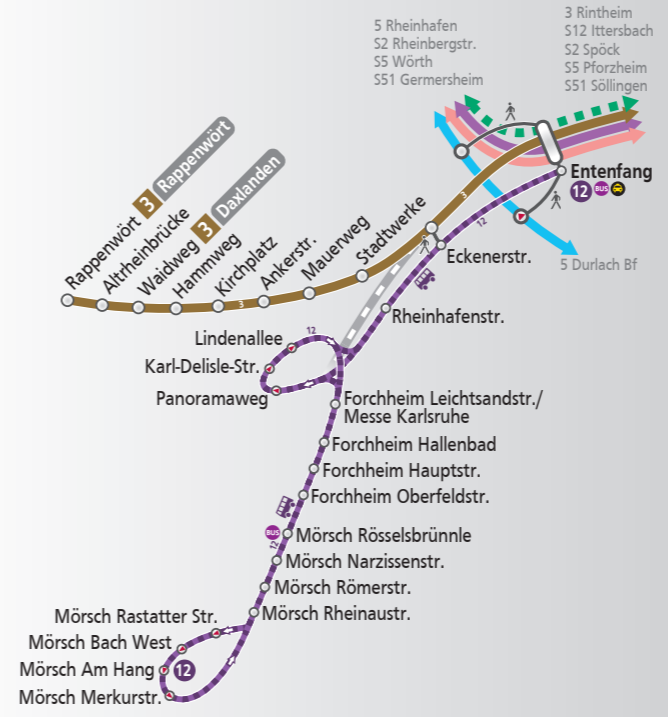 5 Rheinhafen
S2 Rheinbergstr.
S5 Wörth
S51 Germersheim
3 Rintheim
S12 Ittersbach
S2 Spöck
S5 Pforzheim
S51 Söllingen
Entenfang
12 BUS
5 Durlach Bf
Rappenwört 3 Rappenwört
Altrheinbrücke
Waidweg 3 Daxlanden
Hammweg
Kirchplatz
Ankerstr.
Mauerweg
Stadtwerke
3
3
12
Eckenerstr.
Rheinhafenstr.
12
Lindenallee
Karl-Delisle-Str.
Panoramaweg
Forchheim Leichtsandstr./
Messe Karlsruhe
Forchheim Hallenbad
Forchheim Hauptstr.
Forchheim Oberfeldstr.
BUS
12
Mörsch Rösselsbrünnle
Mörsch Narzissenstr.
Mörsch Römerstr.
Mörsch Rheinaustr.
Mörsch Rastatter Str.
Mörsch Bach West
Mörsch Am Hang 12
Mörsch Merkurstr.